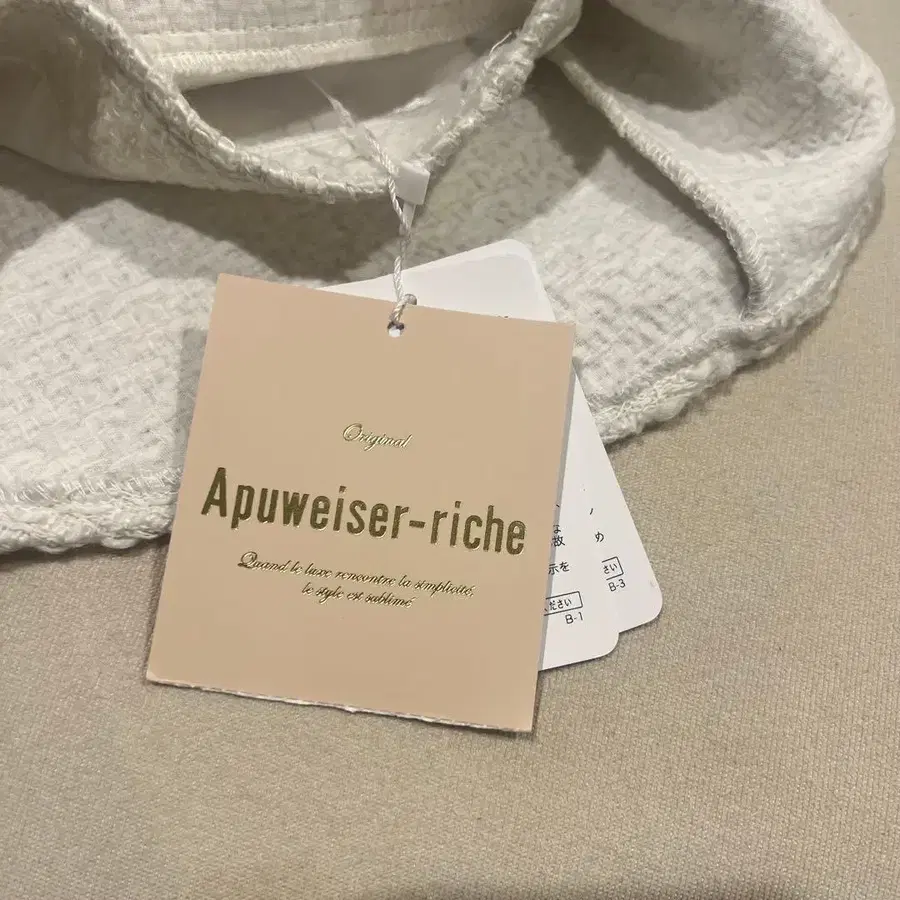 Original
Apuweiser-riche
Quand le luxe rencontre la simplicité,
le style est sublimé
な
故
め
示を
さい
ださい
B-3
B-1